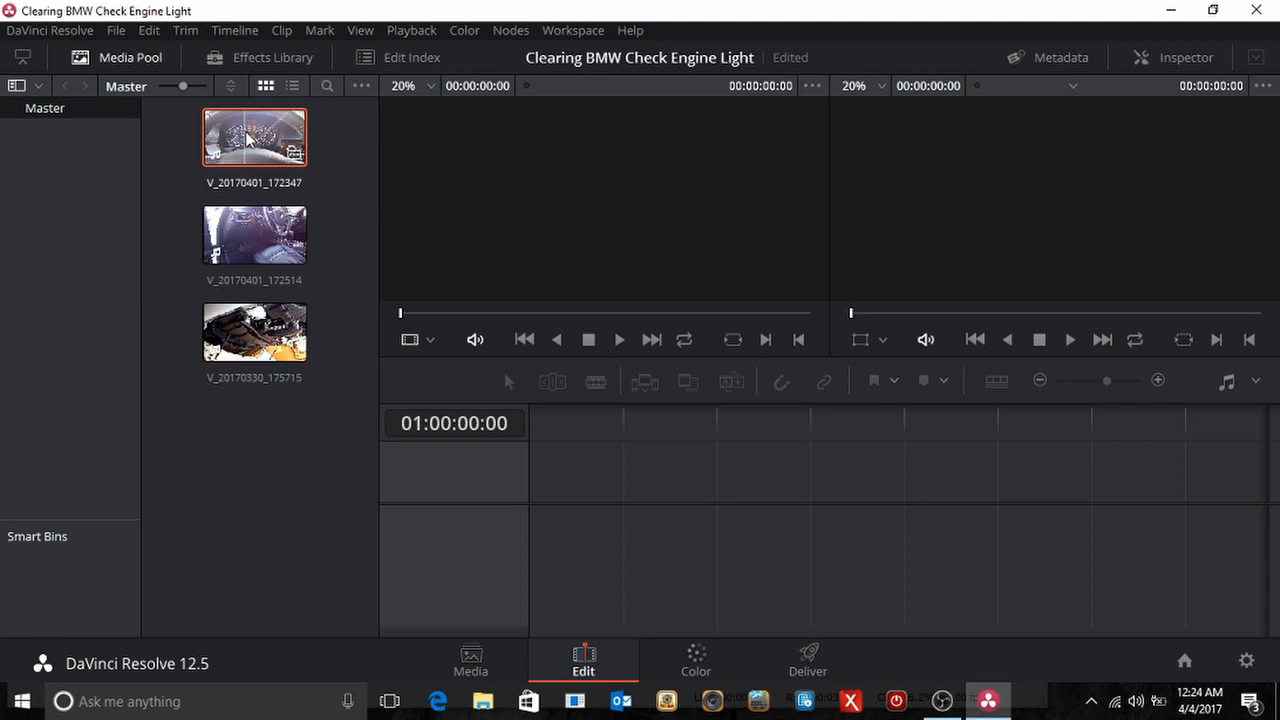 Clearing BMW Check Engine Light
DaVinci Resolve File Edit Trim Timeline Clip Mark View Playback Color Nodes Workspace Help
Media Pool Effects Library Edit Index Clearing BMW Check Engine Light Edited Metadata Inspector
Master 20% 00:00:00:00 00:00:00:00 20% 00:00:00:00 00:00:00:00
Master
V_20170401_172347
V_20170401_172514
V_20170330_175715
01:00:00:00
Smart Bins
DaVinci Resolve 12.5
Media Edit Color Deliver
Ask me anything
12:24 AM
4/4/2017
3